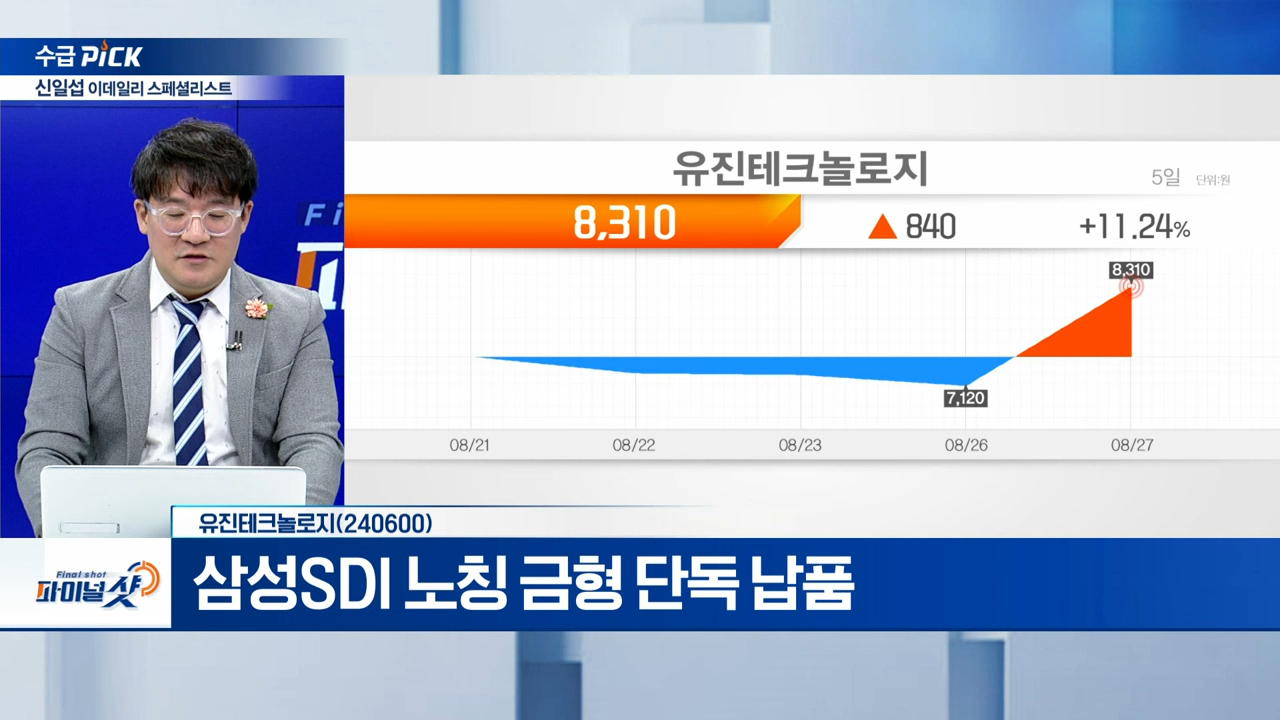 수급 PiCK
신일섭 이데일리 스페셜리스트
Fi
유진테크놀로지
5일 단위:원
8,310 ▲ 840 +11.24%
8,310
7,120
08/21 08/22 08/23 08/26 08/27
유진테크놀로지(240600)
Final shot
파이널샷
삼성SDI 노칭 금형 단독 납품